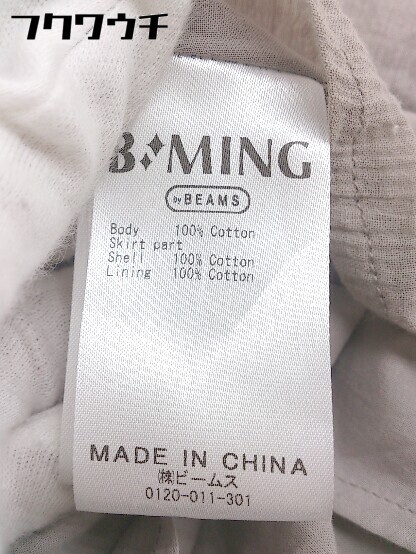 フクワウチ
B♦MING
by BEAMS
Body 100% Cotton
Skirt part
Shell 100% Cotton
Lining 100% Cotton
MADE IN CHINA
(株)ビームス
0120-011-301